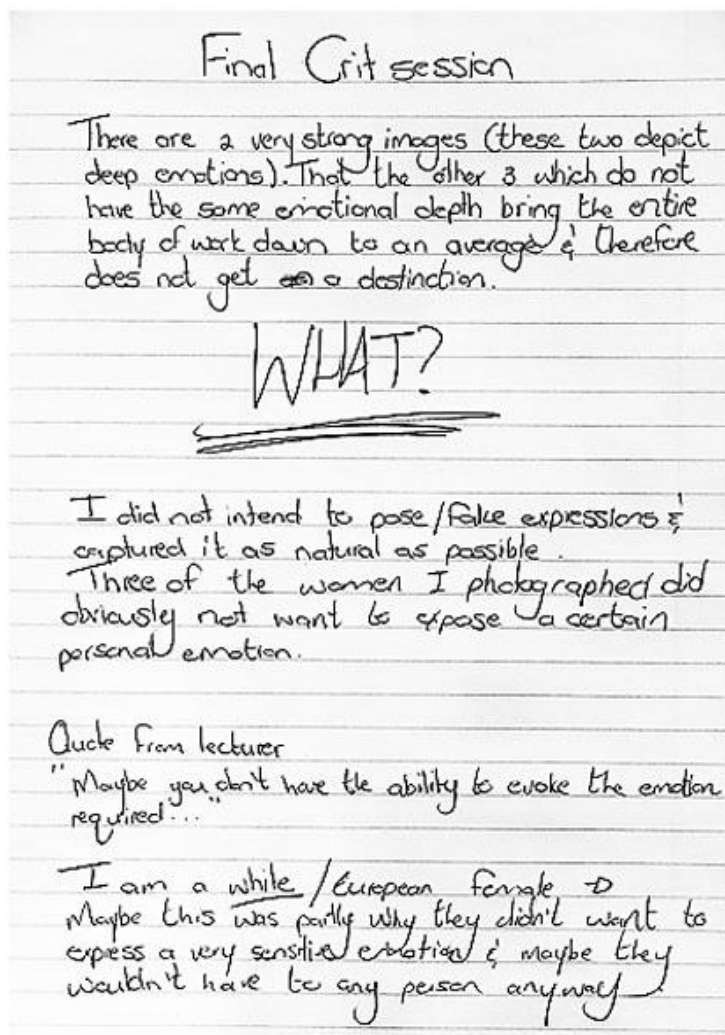 Final Crit session
There are 2 very strong images (these two depict
deep emotions). That the other 3 which do not
have the same emotional depth bring the entire
body of work down to an average & therefore
does not get a destinction.
WHAT?
I did not intend to pose/fake expressions &
captured it as natural as possible.
Three of the women I photographed did
obviously not want to expose a certain
personal emotion.
Quote from lecturer
"Maybe you don't have the ability to evoke the emotion
required..."
I am a white/European female →
Maybe this was partly why they didn't want to
express a very sensitive emotion & maybe they
wouldn't have to any person anyway.